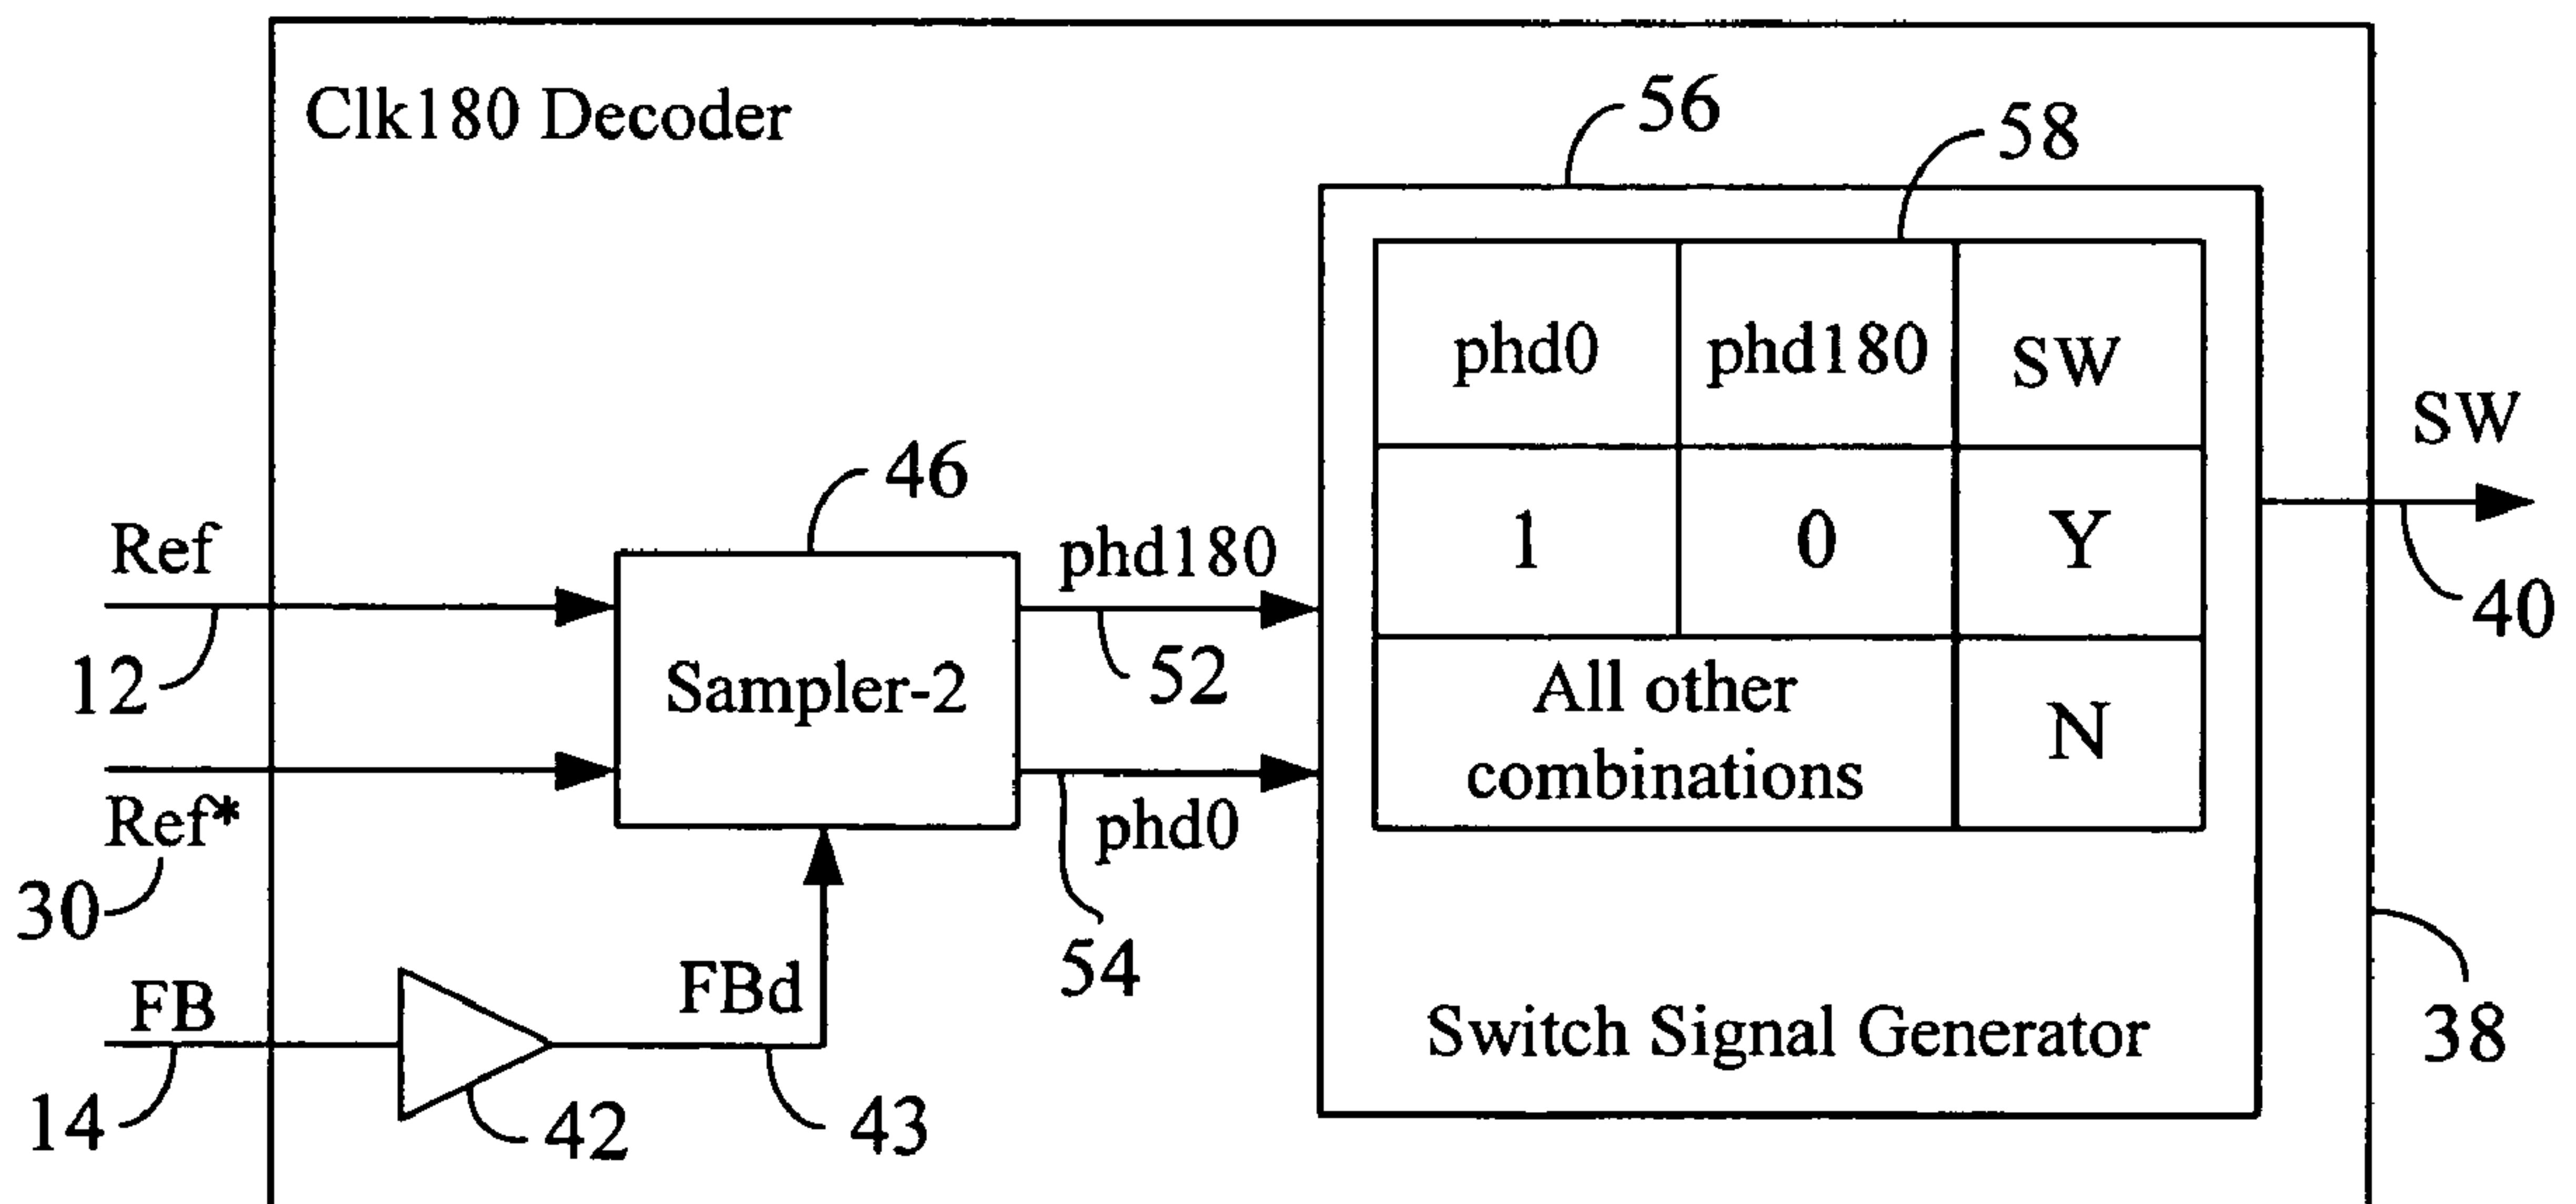 Clk180 Decoder
56
58
phd0 phd180 SW
1 0 Y
All other
combinations
N
Switch Signal Generator
SW
40
38
46
Ref
12
Sampler-2
phd180
52
Ref*
30
phd0
54
FB
14
42
FBd
43